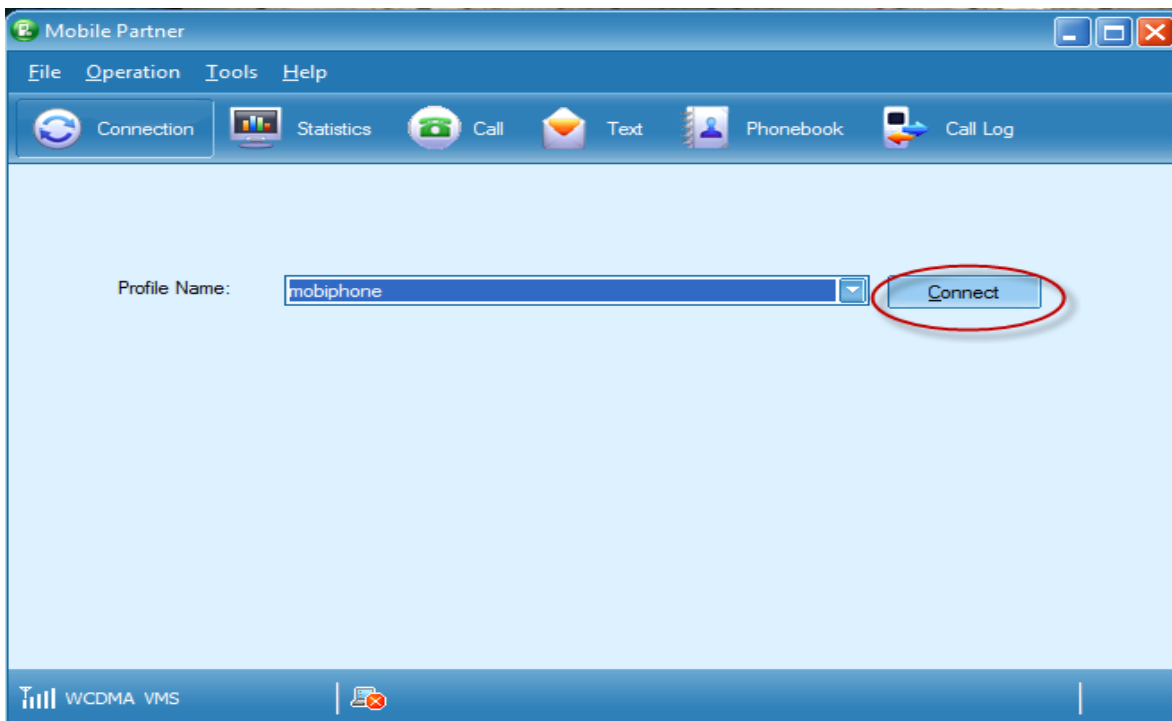 Mobile Partner
File Operation Tools Help
Connection Statistics Call Text Phonebook Call Log
Profile Name: mobiphone Connect
WCDMA VMS